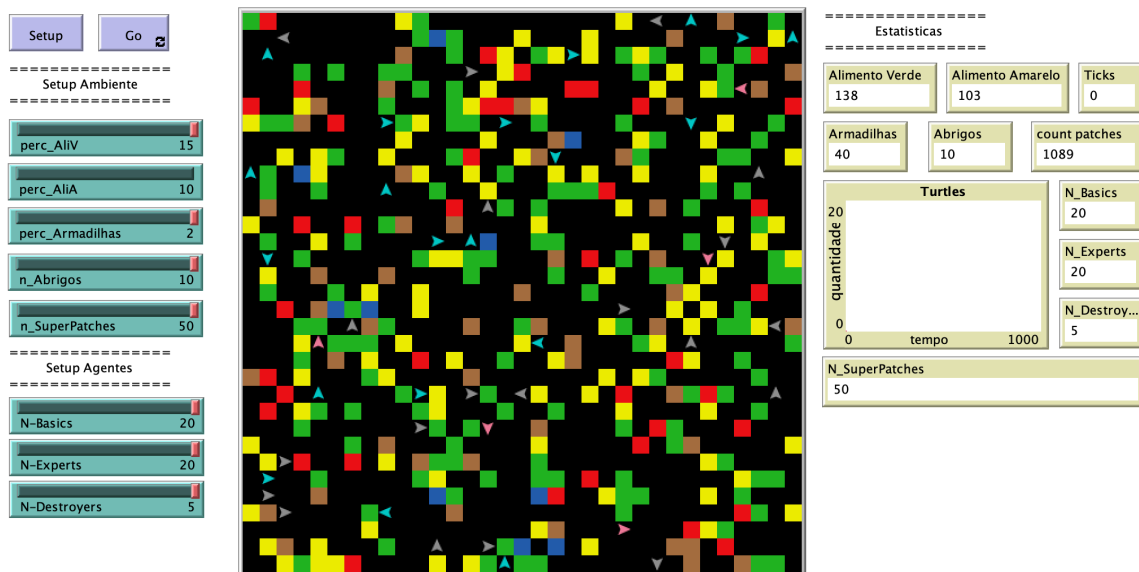 Setup
Go
====================
Setup Ambiente
====================
perc_AliV 15
perc_AliA 10
perc_Armadilhas 2
n_Abrigos 10
n_SuperPatches 50
====================
Setup Agentes
====================
N-Basics 20
N-Experts 20
N-Destroyers 5
====================
Estatisticas
====================
Alimento Verde
138
Alimento Amarelo
103
Ticks
0
Armadilhas
40
Abrigos
10
count patches
1089
Turtles
20
quantidade
0
0
tempo
1000
N_Basics
20
N_Experts
20
N_Destroy...
5
N_SuperPatches
50